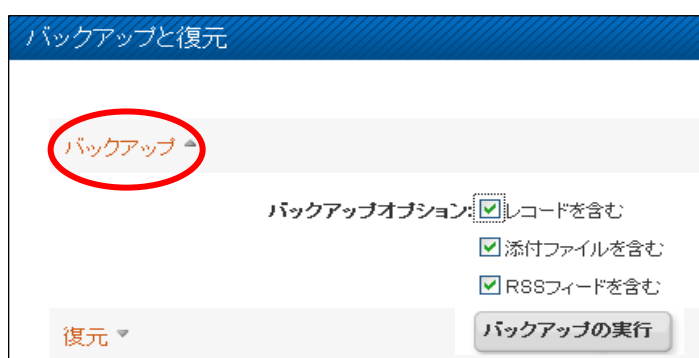 バックアップと復元
バックアップ
バックアップオプション: レコードを含む
添付ファイルを含む
RSSフィードを含む
復元
バックアップの実行